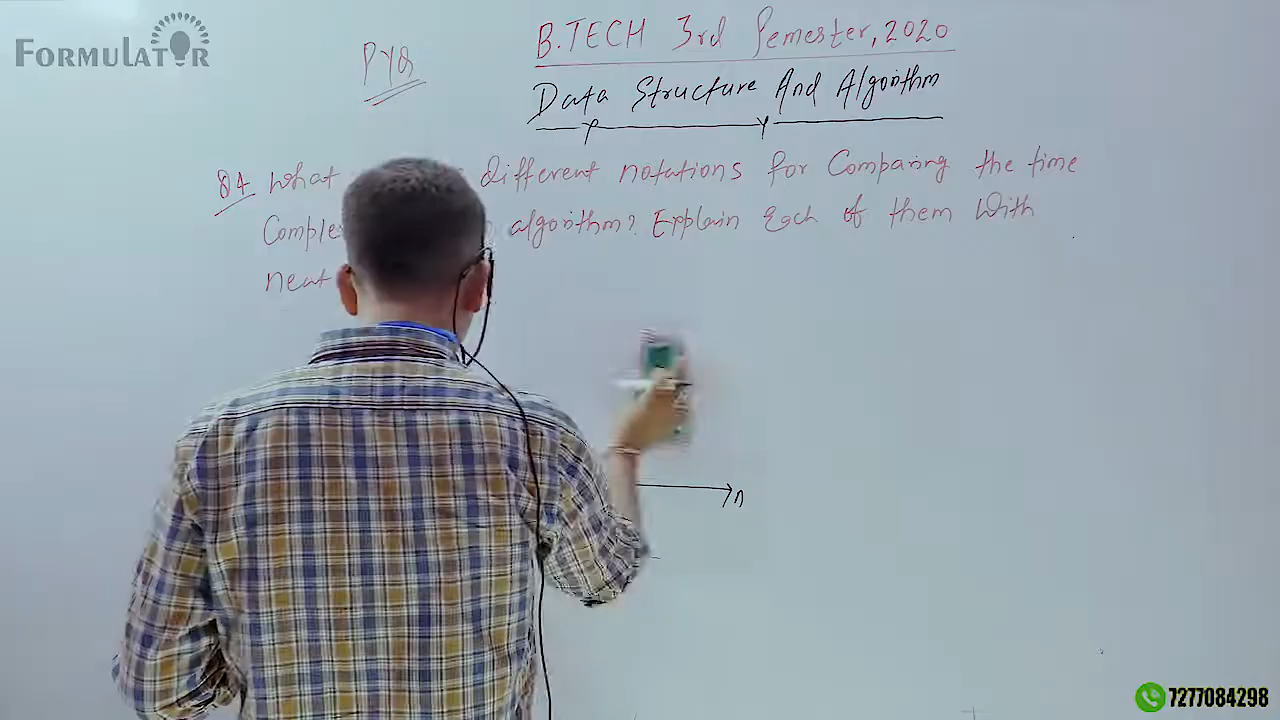 FORMULATOR
PYQ
B.TECH 3rd Semester, 2020
Data Structure And Algorithm
Q4 What different notations for Comparing the time
Comple algorithm? Explain Each of them With
neat
n
7277084298